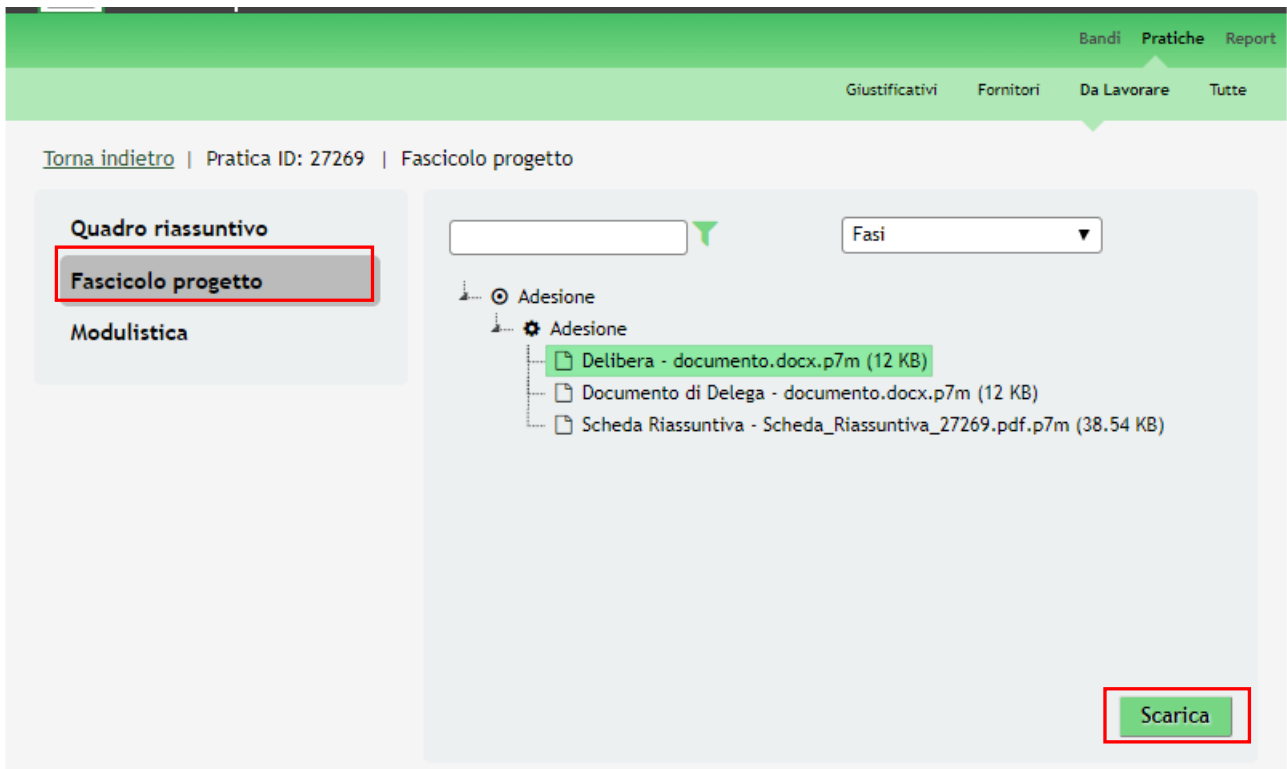 Bandi Pratiche Report
Giustificativi Fornitori Da Lavorare Tutte
Torna indietro | Pratica ID: 27269 | Fascicolo progetto
Quadro riassuntivo
Fascicolo progetto
Modulistica
Fasi
Adesione
Adesione
Delibera - documento.docx.p7m (12 KB)
Documento di Delega - documento.docx.p7m (12 KB)
Scheda Riassuntiva - Scheda_Riassuntiva_27269.pdf.p7m (38.54 KB)
Scarica